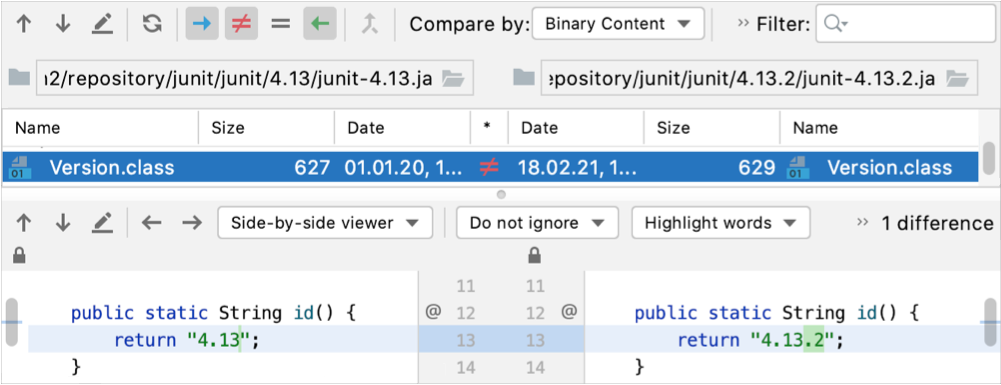 Compare by: Binary Content >> Filter:
12/repository/junit/junit/4.13/junit-4.13.ja epository/junit/junit/4.13.2/junit-4.13.2.ja
Name Size Date * Date Size Name
01 Version.class 627 01.01.20, 1... ≠ 18.02.21, 1... 629 01 Version.class
Side-by-side viewer Do not ignore Highlight words >> 1 difference
11 11
public static String id() { @ 12 12 @ public static String id() {
return "4.13"; 13 13 return "4.13.2";
} 14 14 }